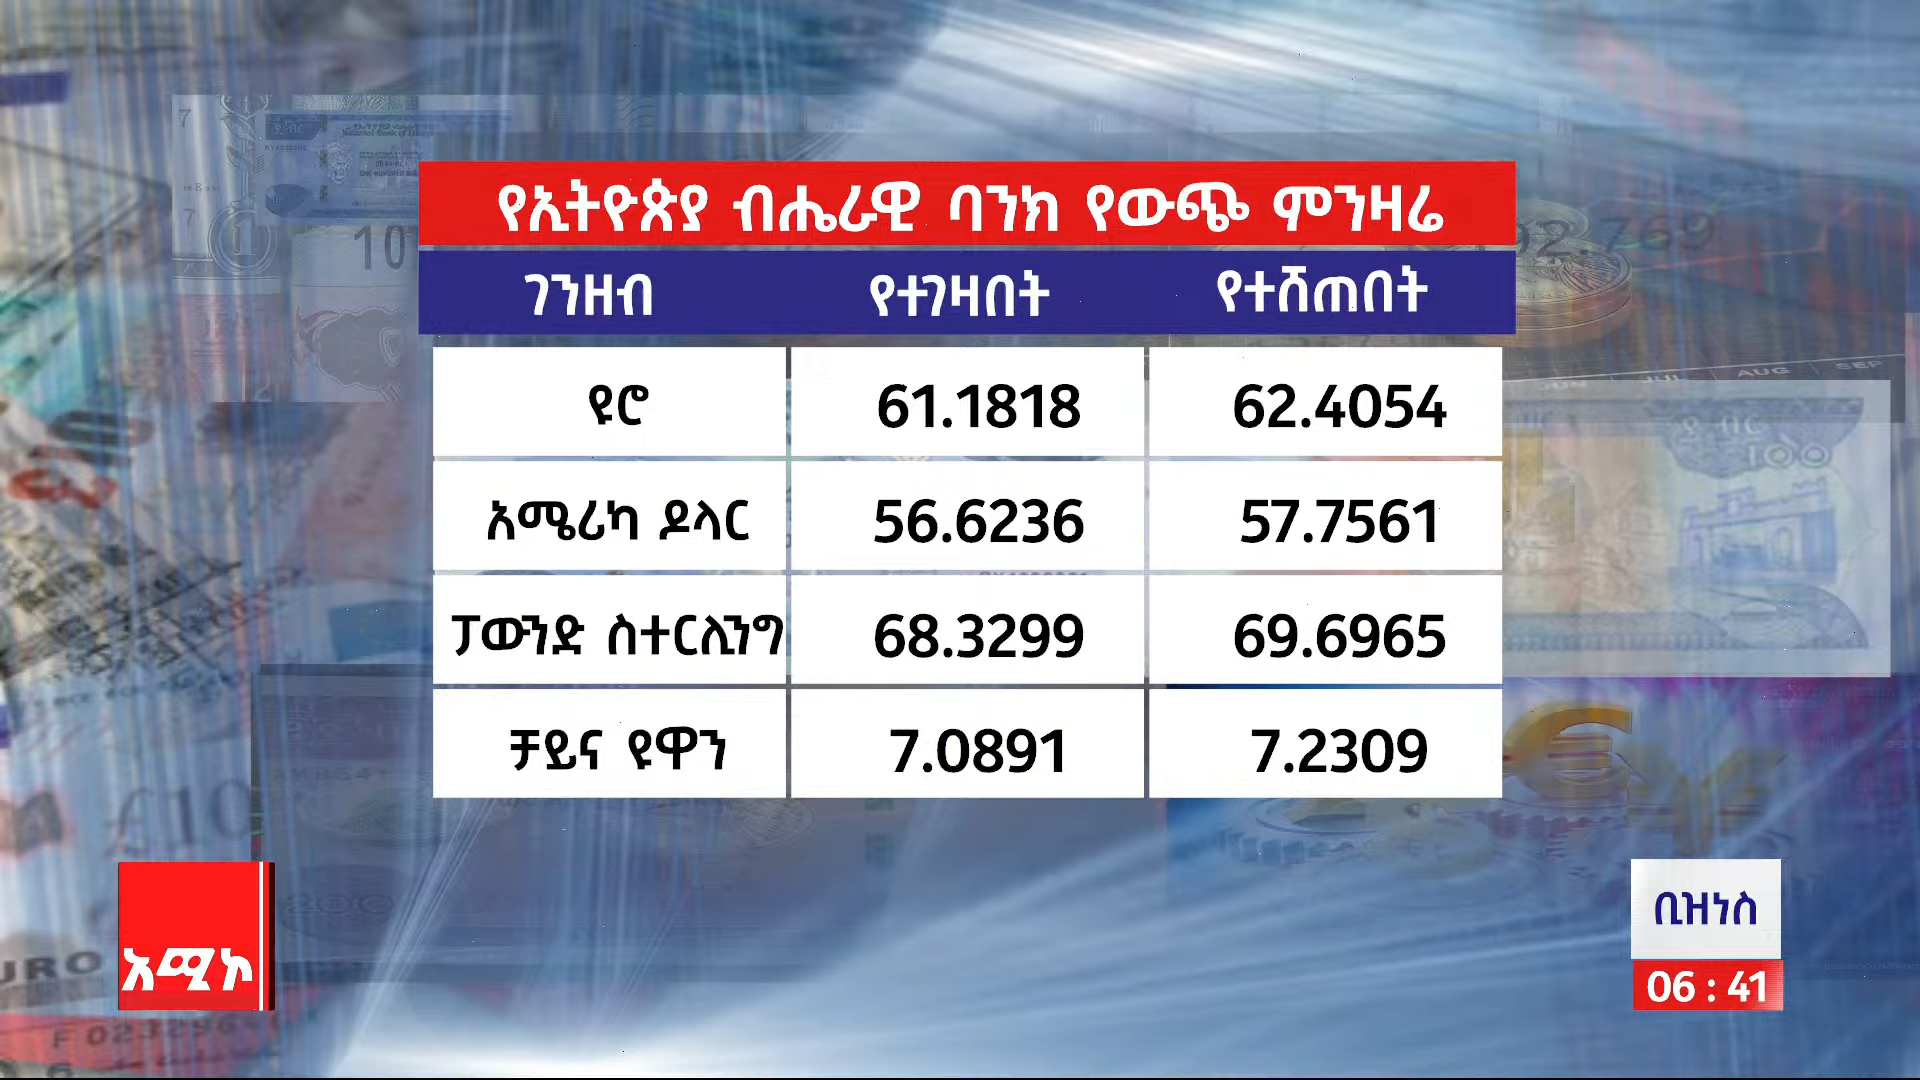 የኢትዮጵያ ብሔራዊ ባንክ የውጭ ምንዛሬ
ገንዘብ የተገዛበት የተሸጠበት
ዩሮ 61.1818 62.4054
አሜሪካ ዶላር 56.6236 57.7561
ፓውንድ ስተርሊንግ 68.3299 69.6965
ቻይና ዩዋን 7.0891 7.2309
አሚኮ
ቢዝነስ
06 : 41